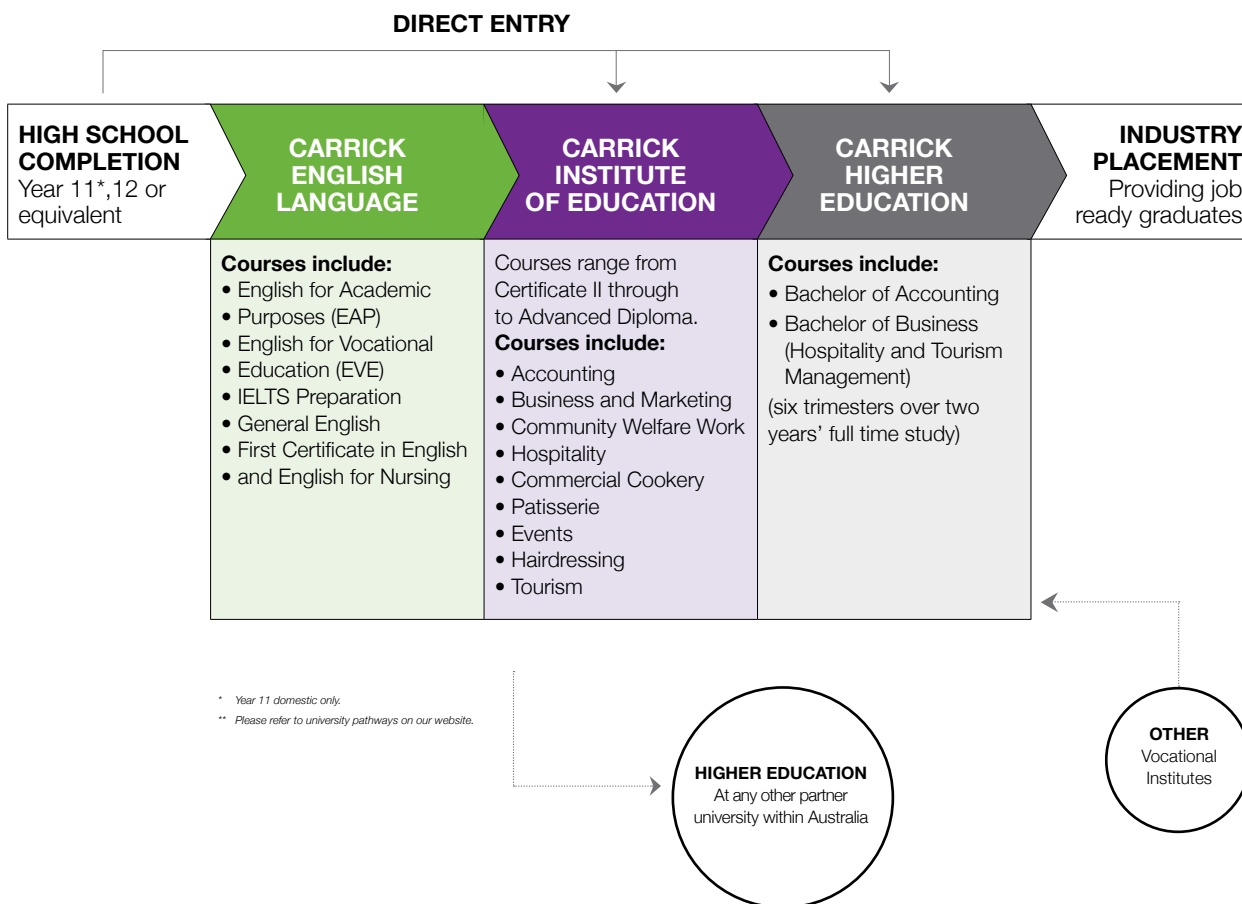 DIRECT ENTRY
HIGH SCHOOL
COMPLETION
Year 11*,12 or
equivalent
CARRICK
ENGLISH
LANGUAGE
CARRICK
INSTITUTE
OF EDUCATION
CARRICK
HIGHER
EDUCATION
INDUSTRY
PLACEMENT
Providing job
ready graduates
Courses include:
• English for Academic
• Purposes (EAP)
• English for Vocational
• Education (EVE)
• IELTS Preparation
• General English
• First Certificate in English
• and English for Nursing
Courses range from
Certificate II through
to Advanced Diploma.
Courses include:
• Accounting
• Business and Marketing
• Community Welfare Work
• Hospitality
• Commercial Cookery
• Patisserie
• Events
• Hairdressing
• Tourism
Courses include:
• Bachelor of Accounting
• Bachelor of Business
(Hospitality and Tourism
Management)
(six trimesters over two
years’ full time study)
* Year 11 domestic only.
** Please refer to university pathways on our website.
HIGHER EDUCATION
At any other partner
university within Australia
OTHER
Vocational
Institutes